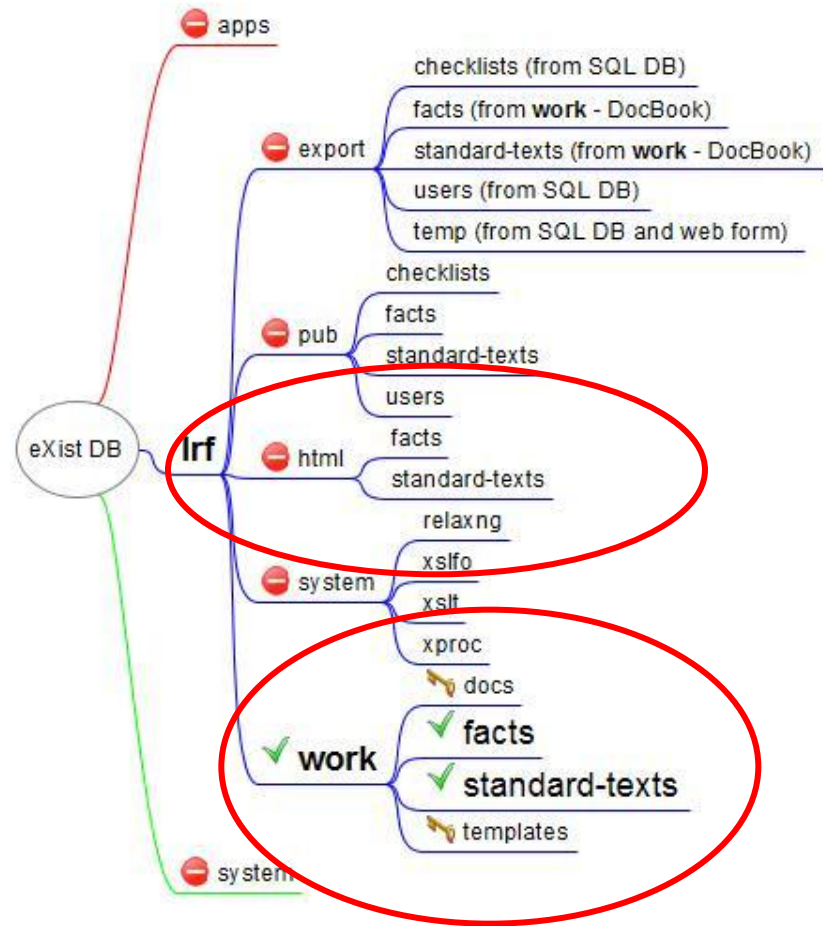 apps
checklists (from SQL DB)
facts (from work - DocBook)
export
standard-texts (from work - DocBook)
users (from SQL DB)
temp (from SQL DB and web form)
checklists
facts
pub
standard-texts
users
eXist DB
lrf
facts
html
standard-texts
relaxng
xslfo
system
xslt
xproc
docs
facts
work
standard-texts
templates
system